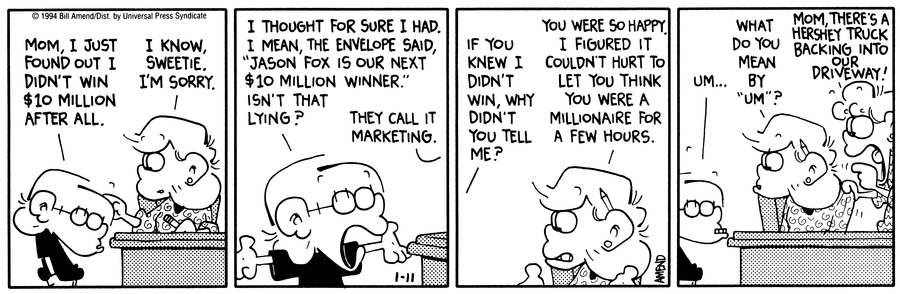 © 1994 Bill Amend/Dist. by Universal Press Syndicate
MOM, I JUST
FOUND OUT I
DIDN'T WIN
$10 MILLION
AFTER ALL.
I KNOW,
SWEETIE.
I'M SORRY.
I THOUGHT FOR SURE I HAD.
I MEAN, THE ENVELOPE SAID,
"JASON FOX IS OUR NEXT
$10 MILLION WINNER."
ISN'T THAT
LYING?
THEY CALL IT
MARKETING.
1-11
IF YOU
KNEW I
DIDN'T
WIN, WHY
DIDN'T
YOU TELL
ME?
YOU WERE SO HAPPY.
I FIGURED IT
COULDN'T HURT TO
LET YOU THINK
YOU WERE A
MILLIONAIRE FOR
A FEW HOURS.
AMEND
UM...
WHAT
DO YOU
MEAN
BY
"UM"?
MOM, THERE'S A
HERSHEY TRUCK
BACKING INTO
OUR
DRIVEWAY!